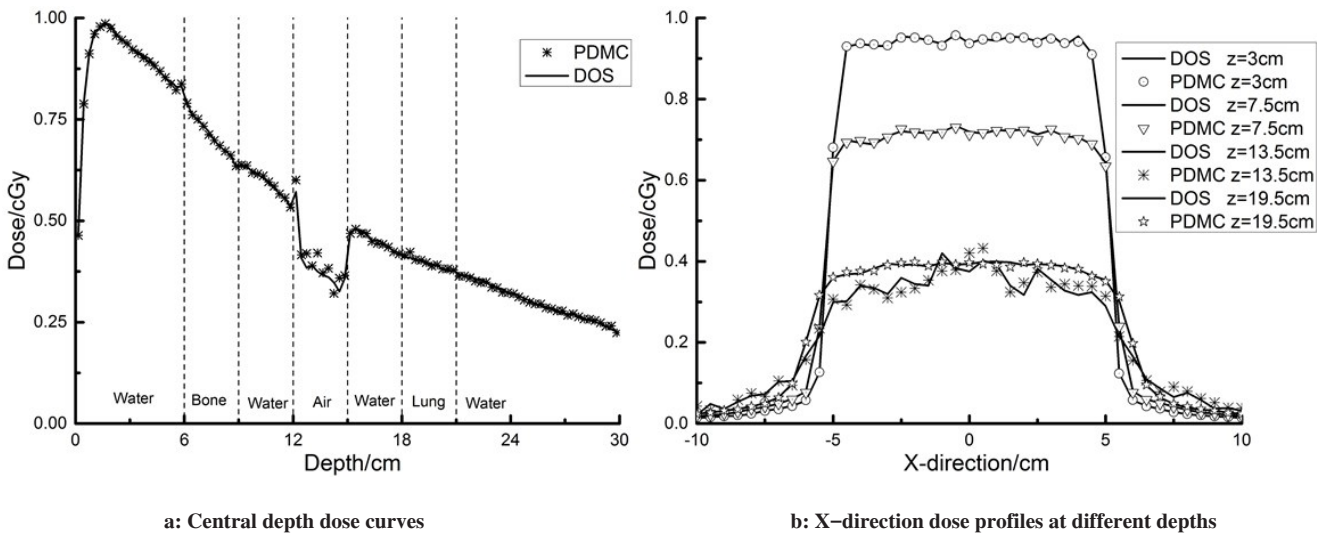 1.00
0.75
0.50
0.25
0.00
Dose/cGy
PDMC
DOS
Water
Bone
Water
Air
Water
Lung
Water
0 6 12 18 24 30
Depth/cm
a: Central depth dose curves
1.0
0.8
0.6
0.4
0.2
0.0
Dose/cGy
DOS z=3cm
PDMC z=3cm
DOS z=7.5cm
PDMC z=7.5cm
DOS z=13.5cm
PDMC z=13.5cm
DOS z=19.5cm
PDMC z=19.5cm
-10 -5 0 5 10
X-direction/cm
b: X−direction dose profiles at different depths